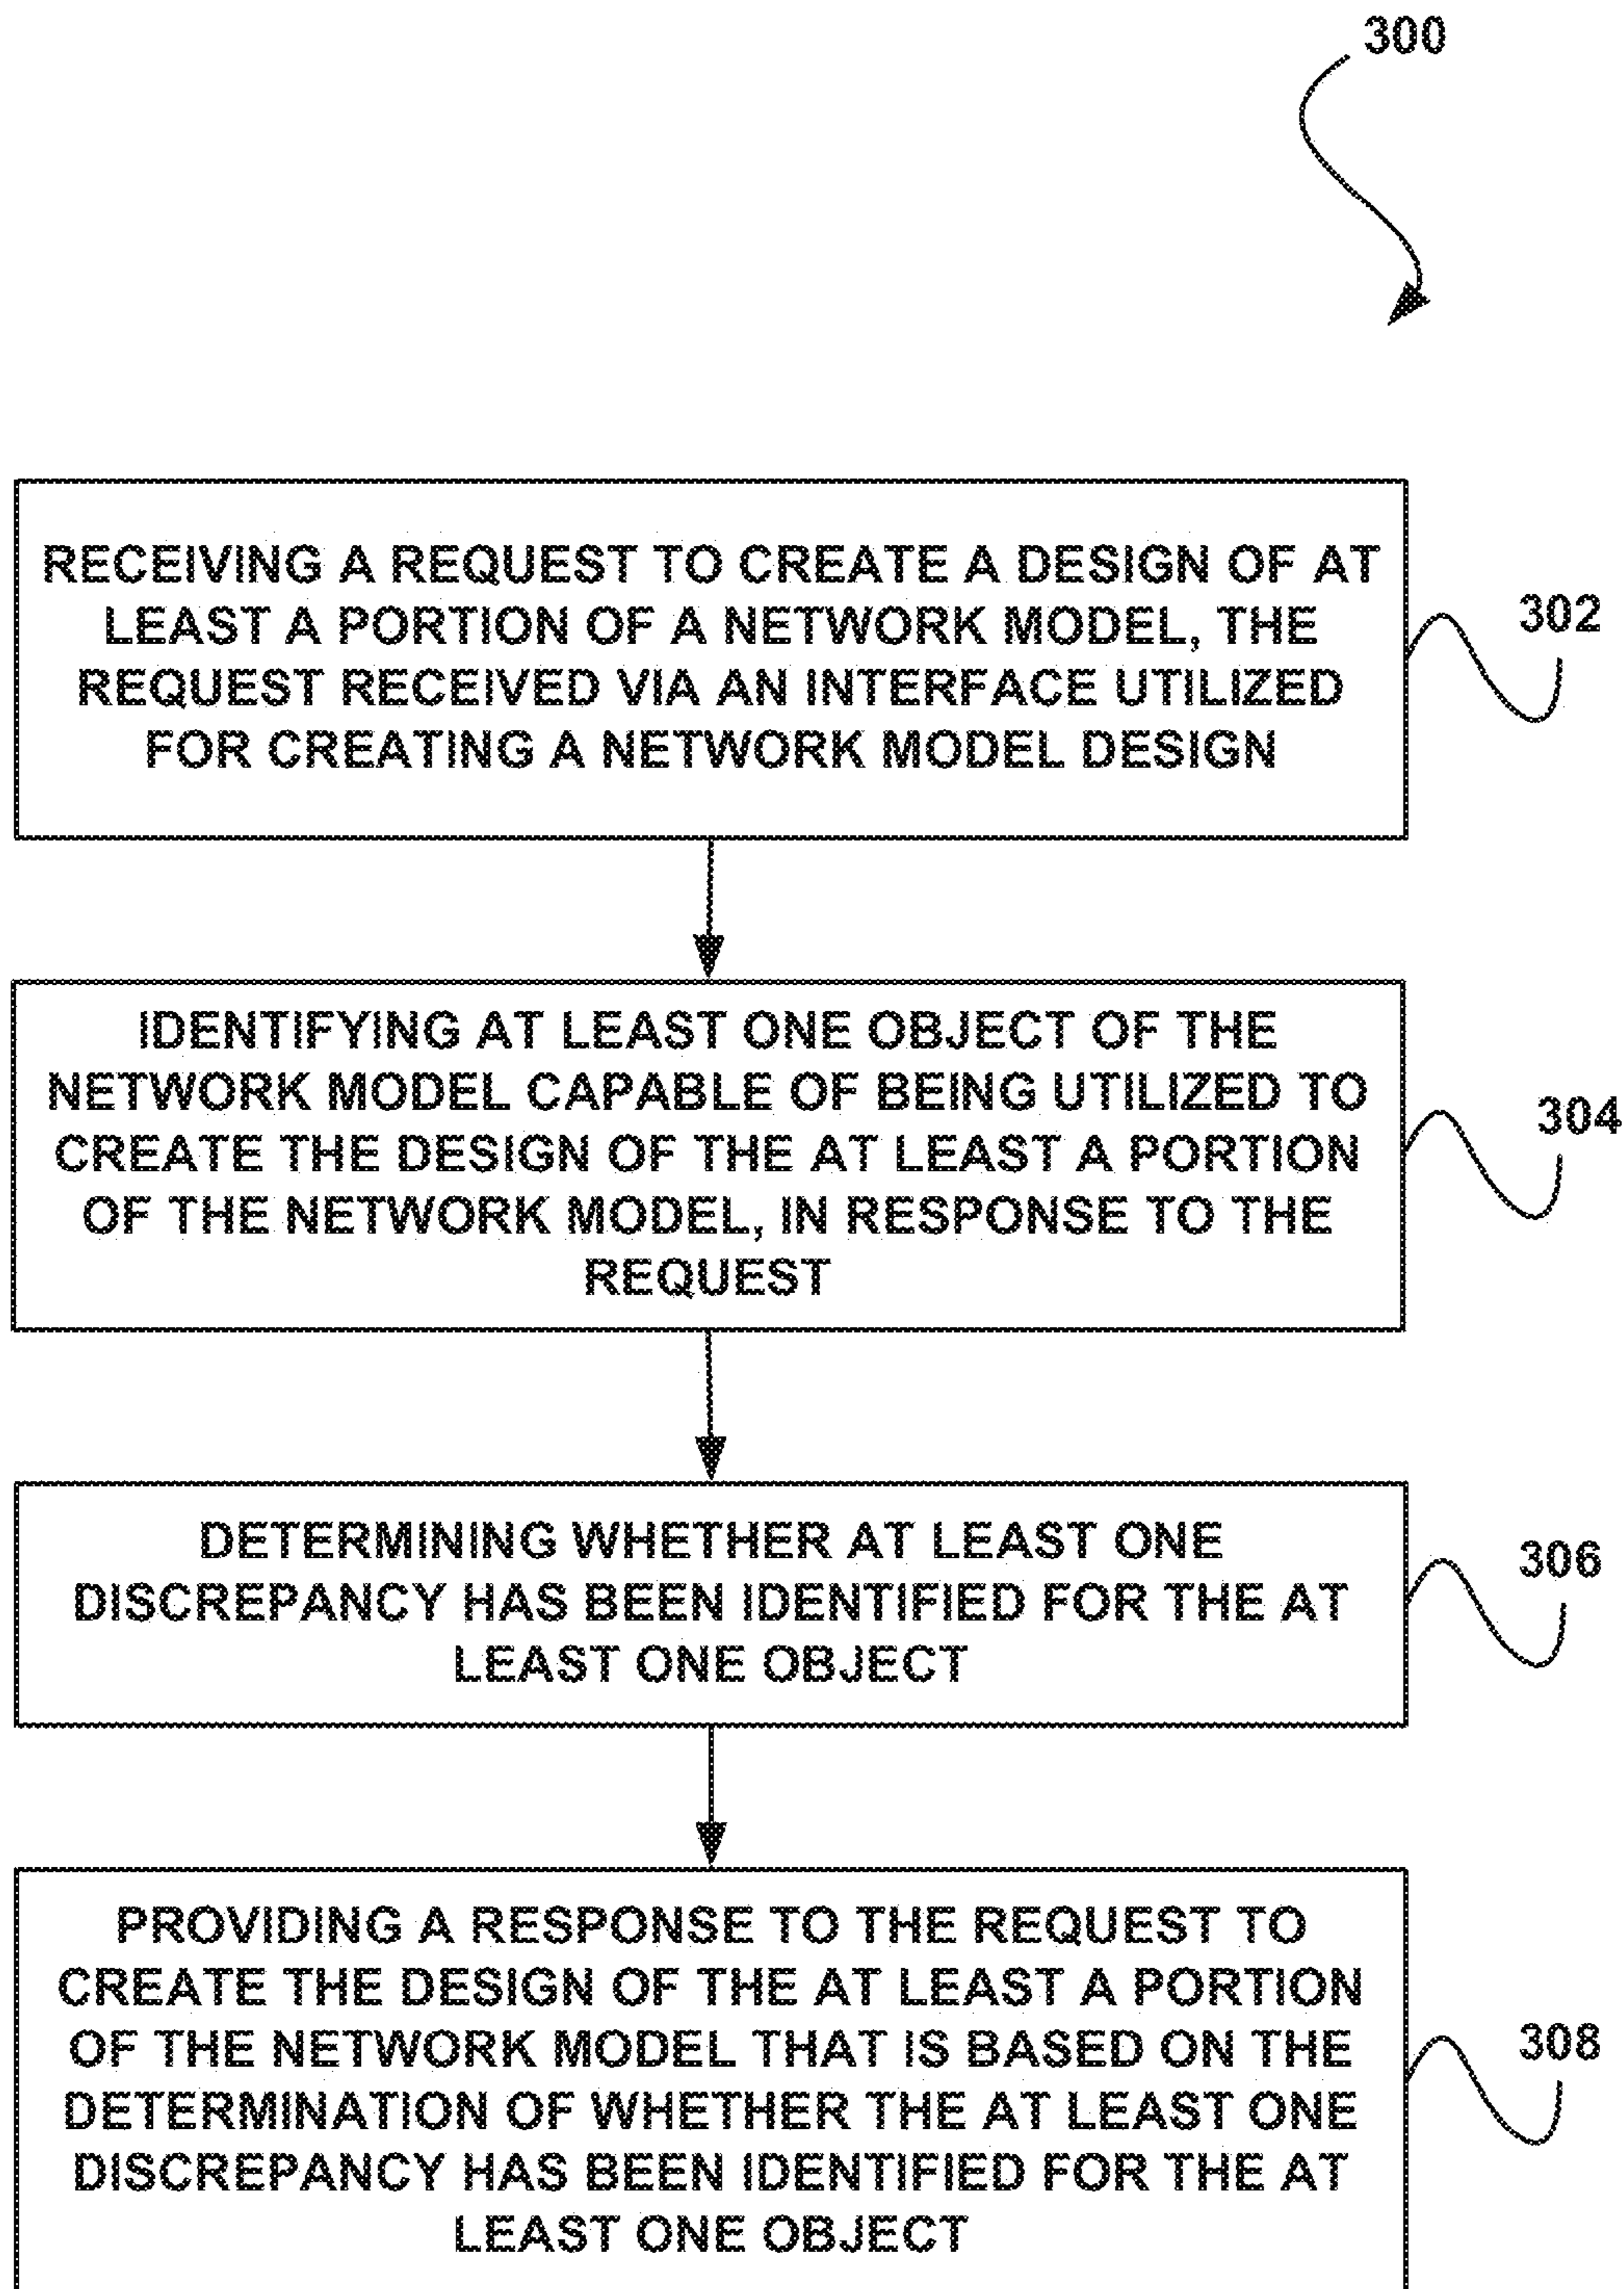 300
RECEIVING A REQUEST TO CREATE A DESIGN OF AT
LEAST A PORTION OF A NETWORK MODEL, THE
REQUEST RECEIVED VIA AN INTERFACE UTILIZED
FOR CREATING A NETWORK MODEL DESIGN
302
IDENTIFYING AT LEAST ONE OBJECT OF THE
NETWORK MODEL CAPABLE OF BEING UTILIZED TO
CREATE THE DESIGN OF THE AT LEAST A PORTION
OF THE NETWORK MODEL, IN RESPONSE TO THE
REQUEST
304
DETERMINING WHETHER AT LEAST ONE
DISCREPANCY HAS BEEN IDENTIFIED FOR THE AT
LEAST ONE OBJECT
306
PROVIDING A RESPONSE TO THE REQUEST TO
CREATE THE DESIGN OF THE AT LEAST A PORTION
OF THE NETWORK MODEL THAT IS BASED ON THE
DETERMINATION OF WHETHER THE AT LEAST ONE
DISCREPANCY HAS BEEN IDENTIFIED FOR THE AT
LEAST ONE OBJECT
308